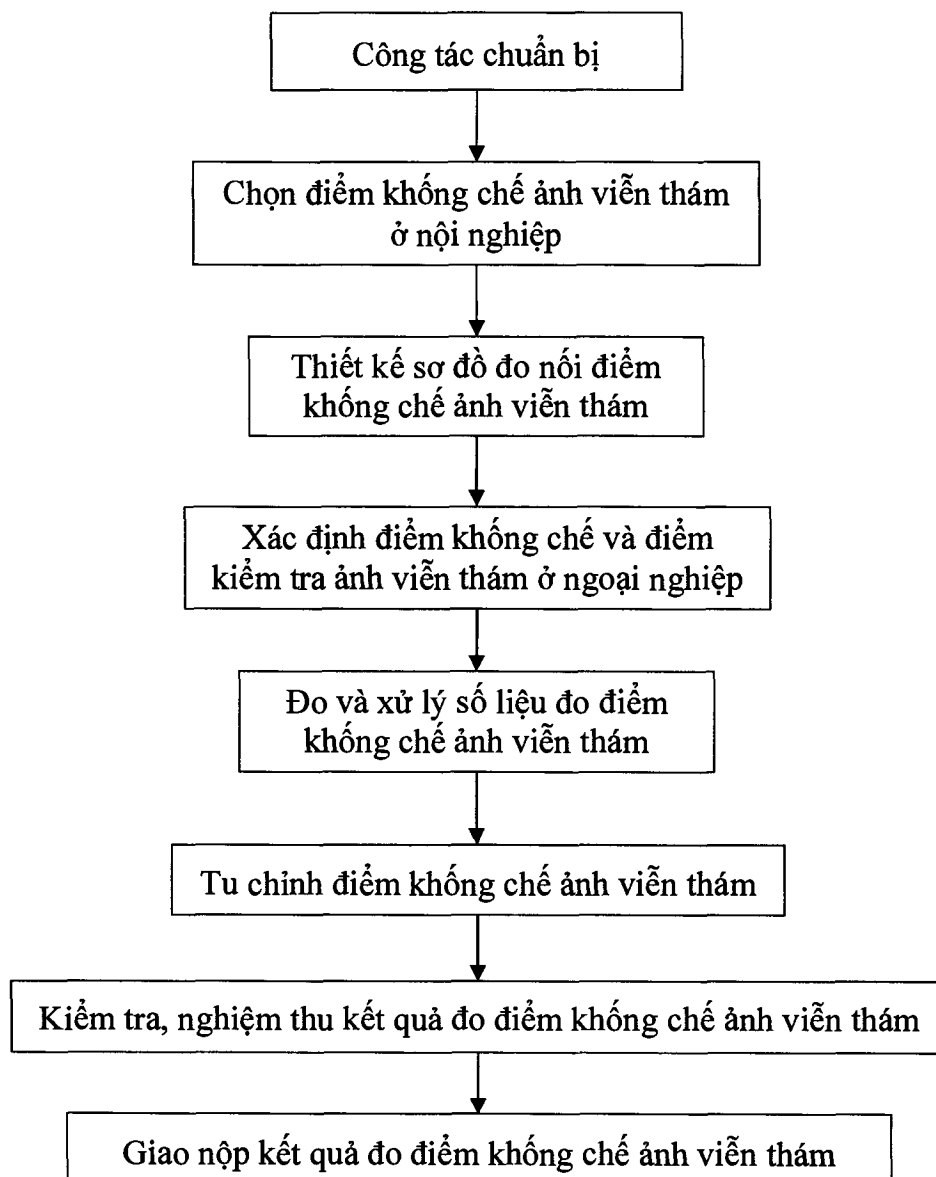 Công tác chuẩn bị
Chọn điểm khống chế ảnh viễn thám
ở nội nghiệp
Thiết kế sơ đồ đo nối điểm
khống chế ảnh viễn thám
Xác định điểm khống chế và điểm
kiểm tra ảnh viễn thám ở ngoại nghiệp
Đo và xử lý số liệu đo điểm
khống chế ảnh viễn thám
Tu chỉnh điểm khống chế ảnh viễn thám
Kiểm tra, nghiệm thu kết quả đo điểm khống chế ảnh viễn thám
Giao nộp kết quả đo điểm khống chế ảnh viễn thám